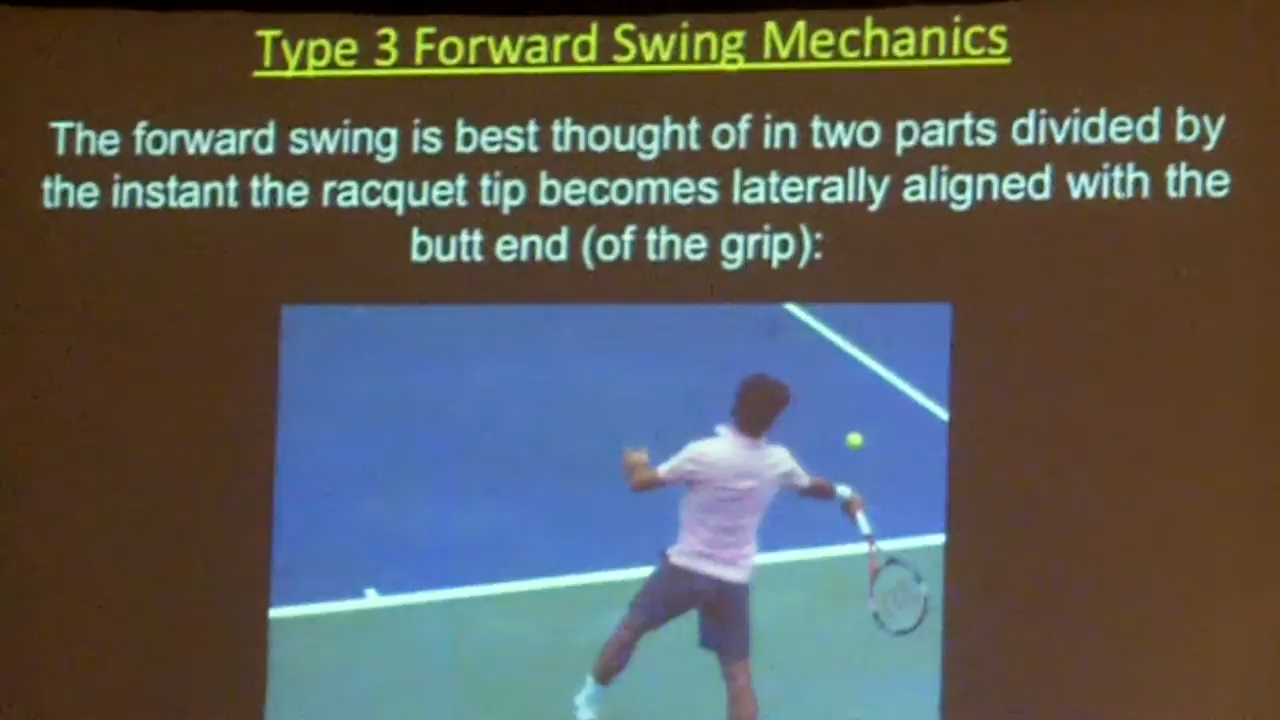 Type 3 Forward Swing Mechanics
The forward swing is best thought of in two parts divided by
the instant the racquet tip becomes laterally aligned with the
butt end (of the grip):